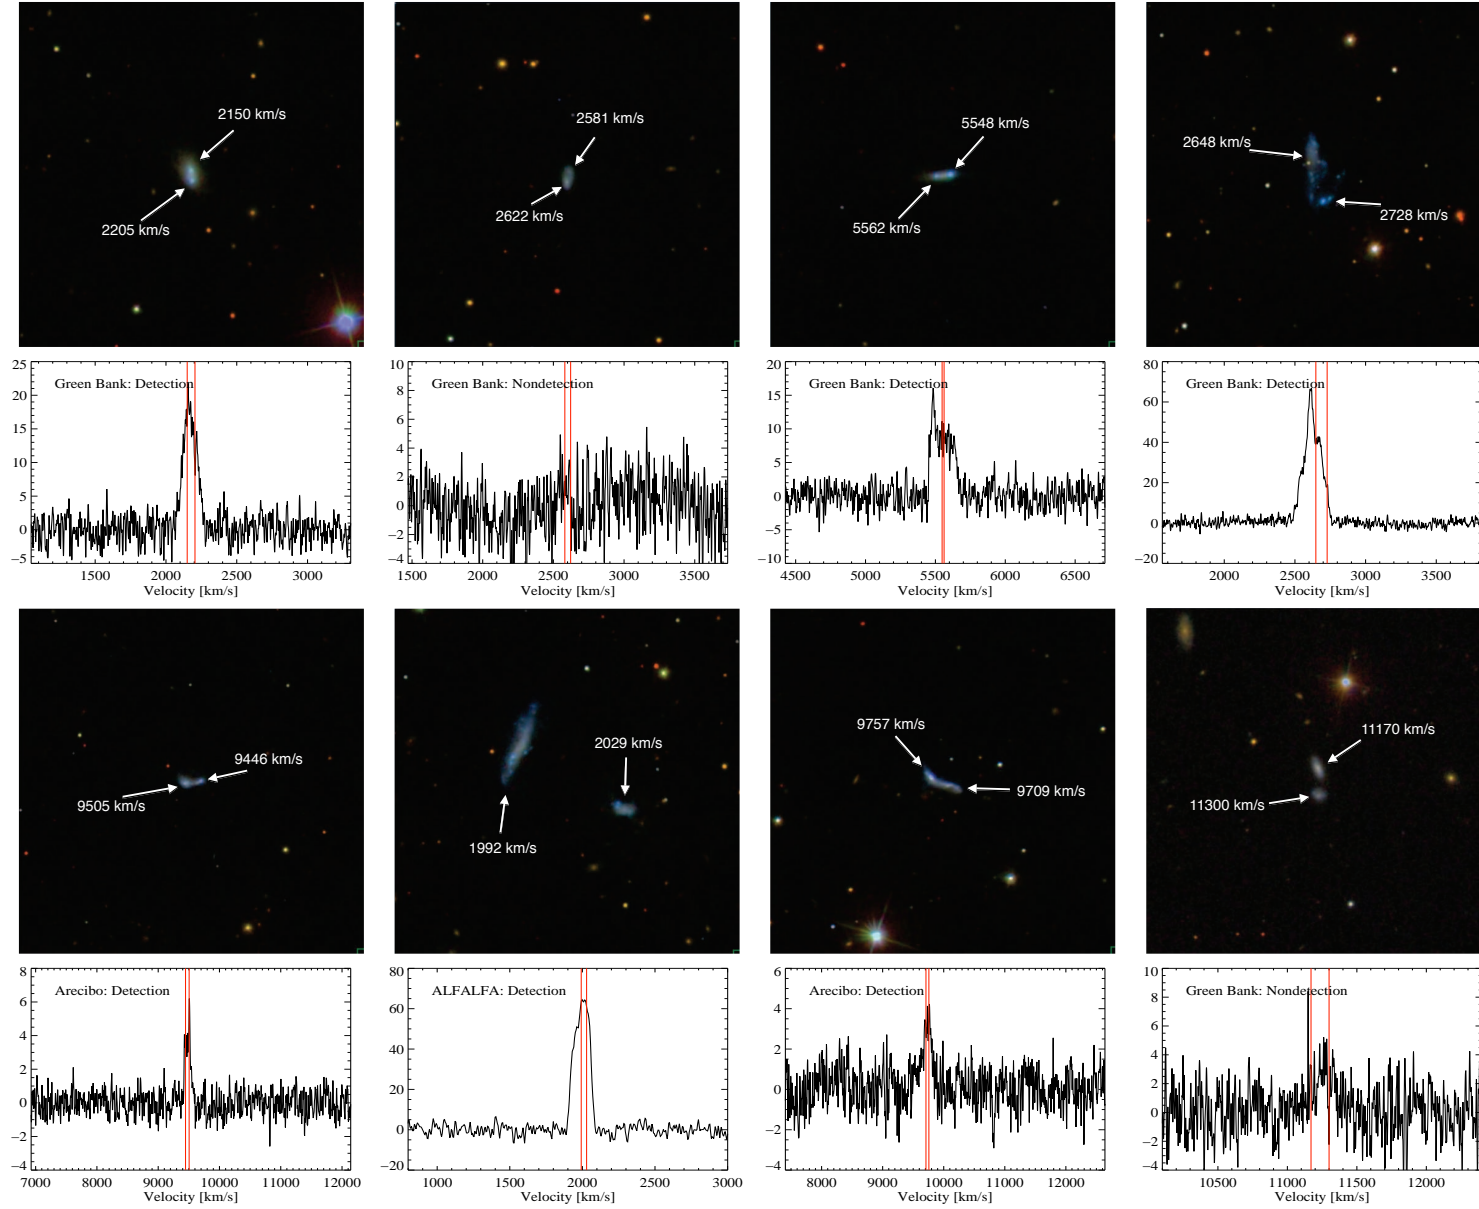 2150 km/s
2205 km/s
2581 km/s
2622 km/s
5548 km/s
5562 km/s
2648 km/s
2728 km/s
Green Bank: Detection
25
20
15
10
5
0
−5
1500 2000 2500 3000
Velocity [km/s]
Green Bank: Nondetection
10
8
6
4
2
0
−2
−4
1500 2000 2500 3000 3500
Velocity [km/s]
Green Bank: Detection
20
15
10
5
0
−5
−10
4500 5000 5500 6000 6500
Velocity [km/s]
Green Bank: Detection
80
60
40
20
0
−20
2000 2500 3000 3500
Velocity [km/s]
9446 km/s
9505 km/s
2029 km/s
1992 km/s
9757 km/s
9709 km/s
11170 km/s
11300 km/s
Arecibo: Detection
8
6
4
2
0
−2
−4
7000 8000 9000 10000 11000 12000
Velocity [km/s]
ALFALFA: Detection
80
60
40
20
0
−20
1000 1500 2000 2500 3000
Velocity [km/s]
Arecibo: Detection
6
4
2
0
−2
−4
8000 9000 10000 11000 12000
Velocity [km/s]
Green Bank: Nondetection
10
8
6
4
2
0
−2
−4
10500 11000 11500 12000
Velocity [km/s]